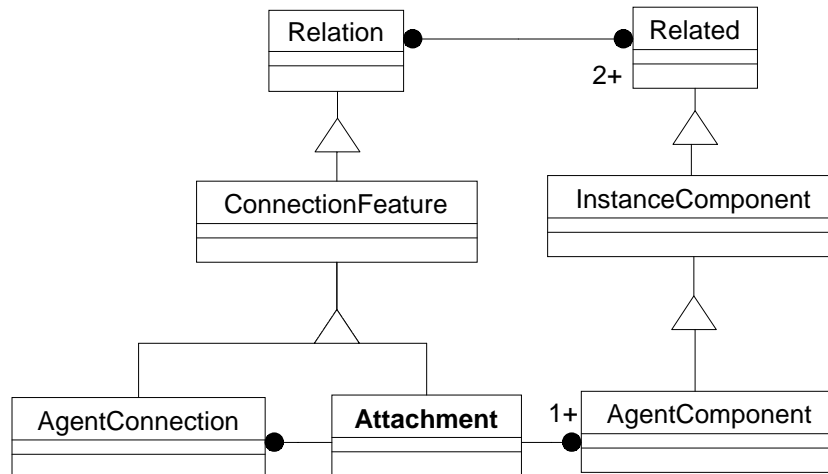 Relation
Related
2+
ConnectionFeature
InstanceComponent
AgentConnection
Attachment
1+
AgentComponent